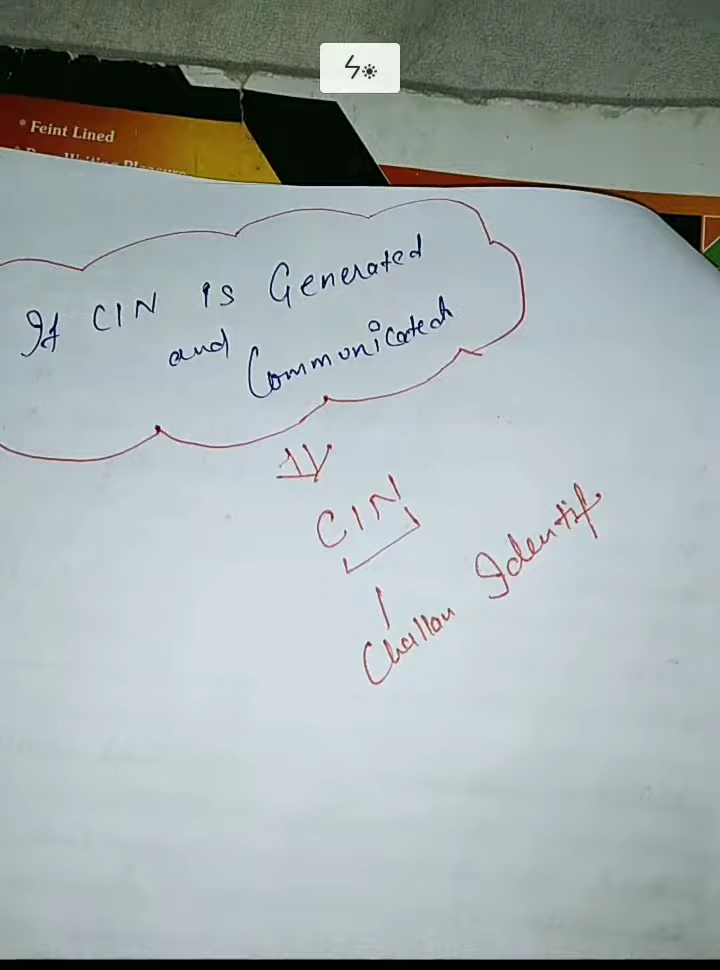 * Feint Lined
If CIN is Generated
and Communicated
CIN
Challan Identif